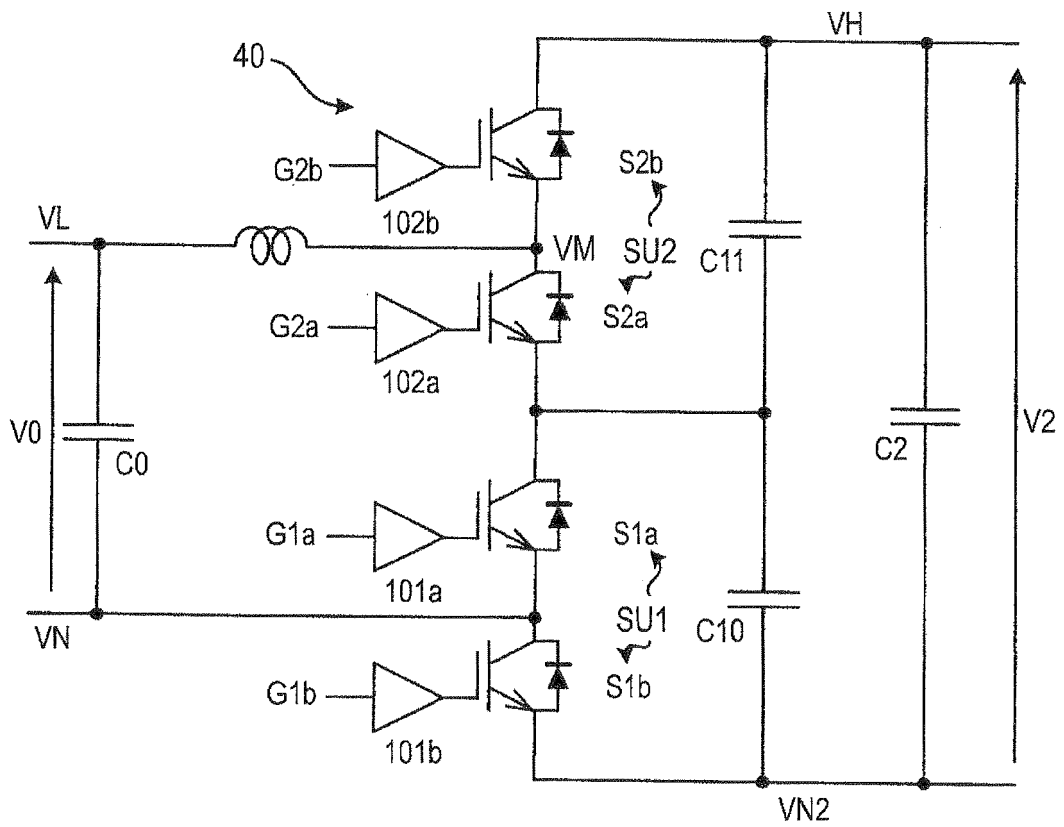 VH
40
G2b
102b
S2b
VL
VM
SU2
C11
S2a
G2a
102a
V0
C0
C2
V2
G1a
101a
S1a
SU1
C10
VN
S1b
G1b
101b
VN2